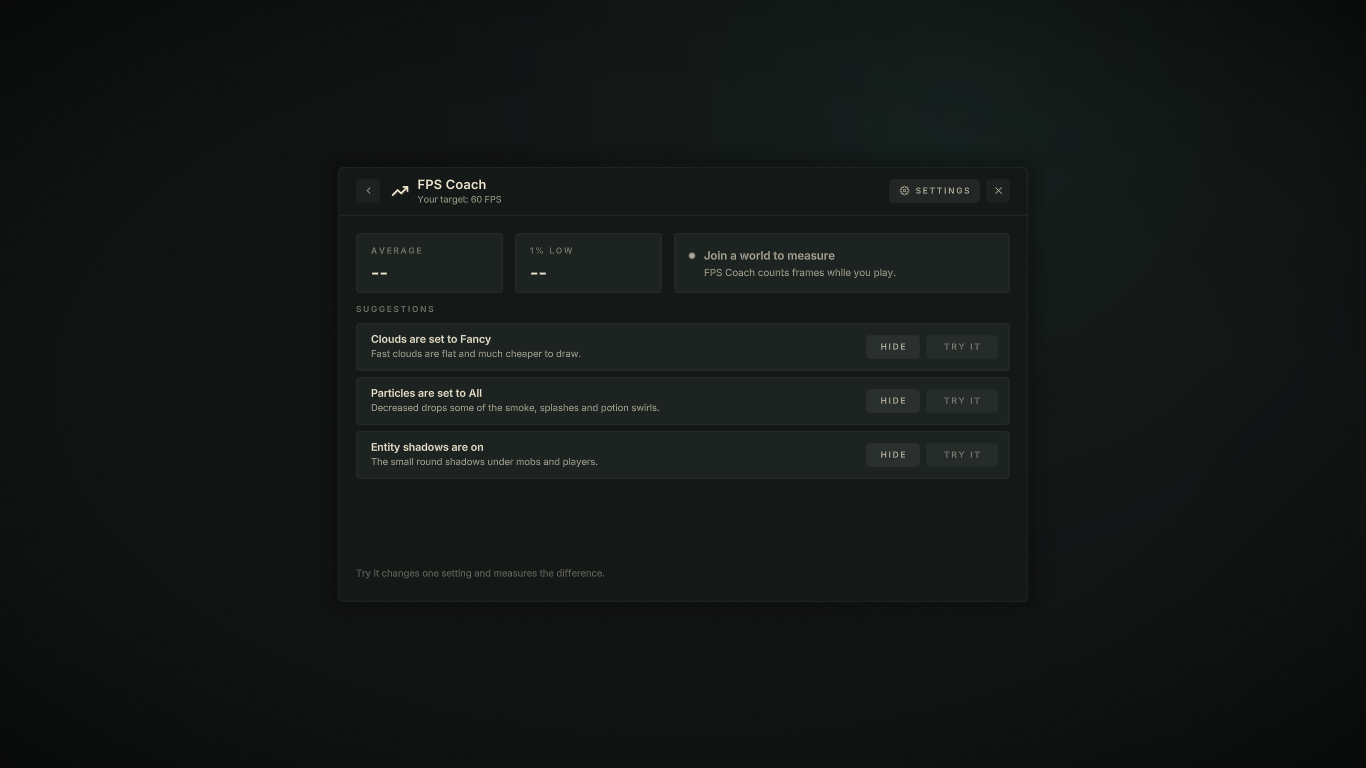 FPS Coach
Your target: 60 FPS
SETTINGS
AVERAGE
--
1% LOW
--
Join a world to measure
FPS Coach counts frames while you play.
SUGGESTIONS
Clouds are set to Fancy
Fast clouds are flat and much cheaper to draw.
HIDE
TRY IT
Particles are set to All
Decreased drops some of the smoke, splashes and potion swirls.
HIDE
TRY IT
Entity shadows are on
The small round shadows under mobs and players.
HIDE
TRY IT
Try it changes one setting and measures the difference.